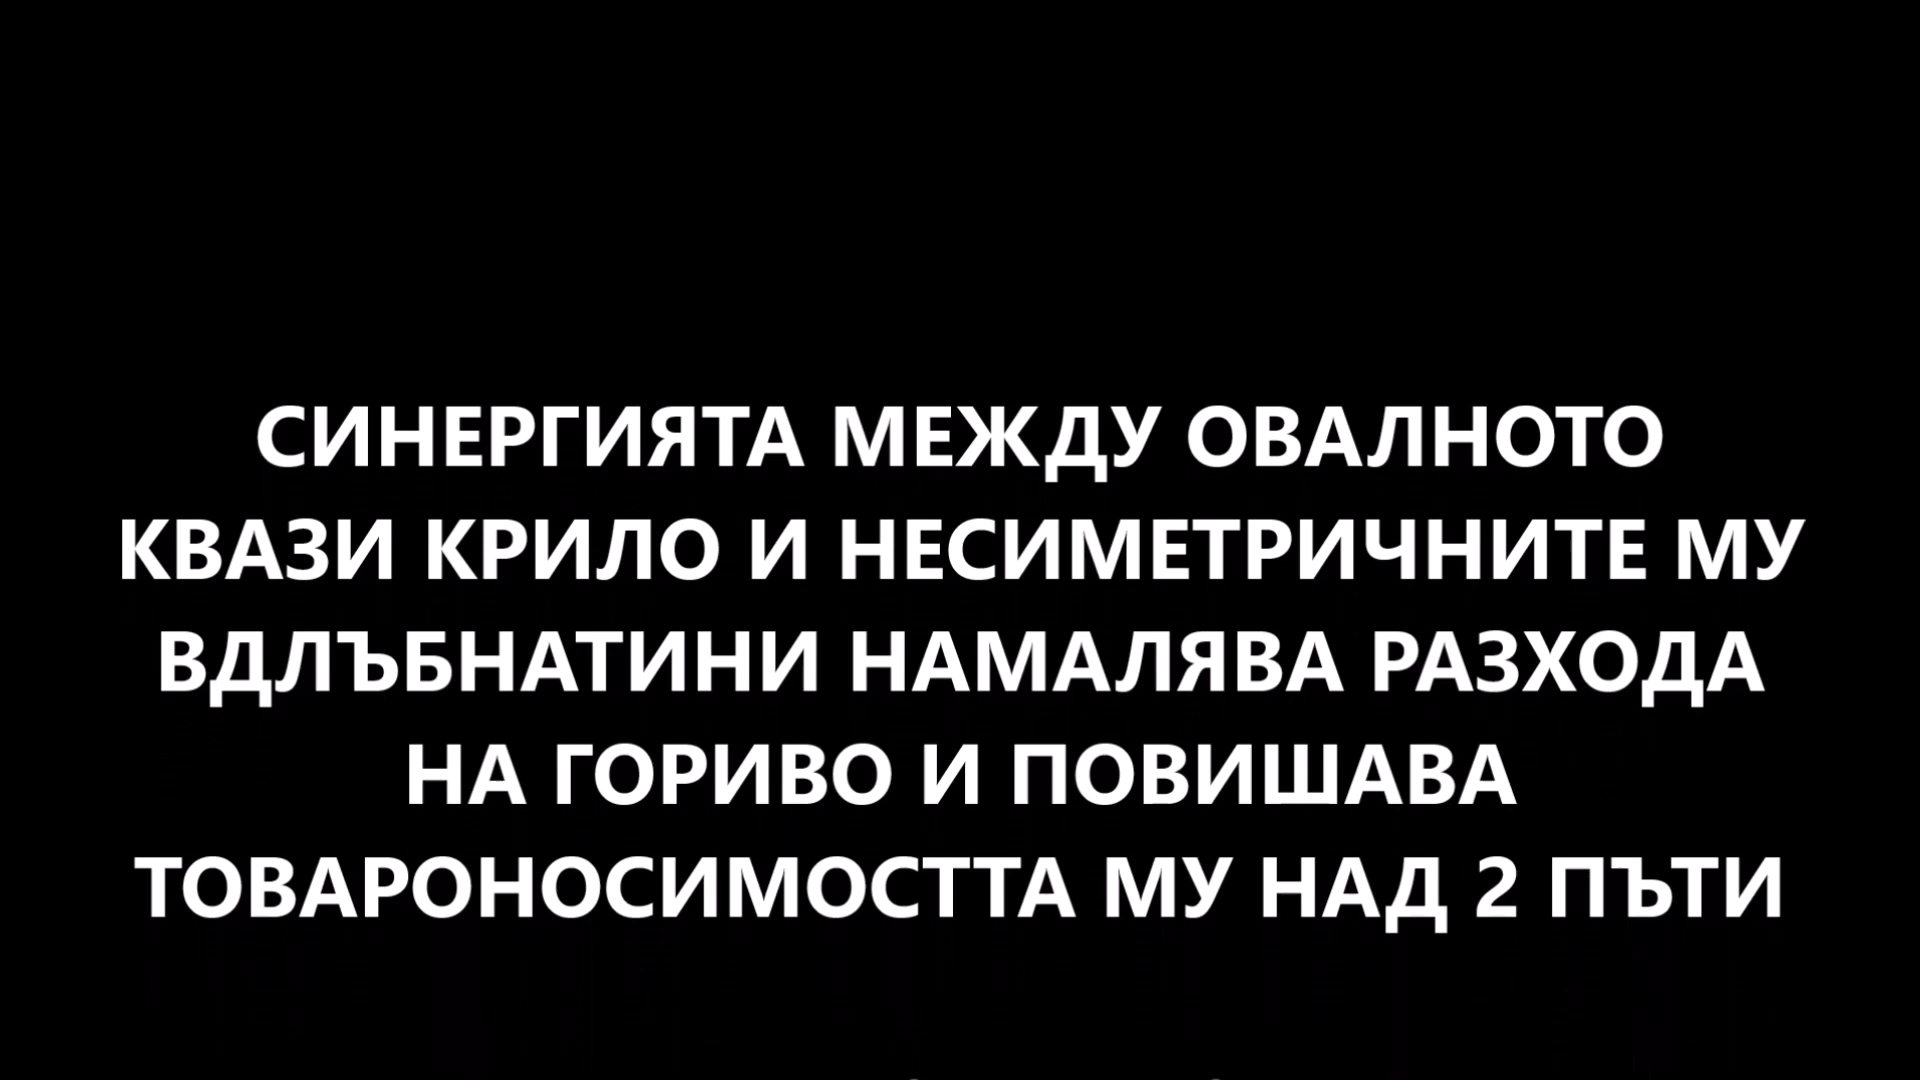 СИНЕРГИЯТА МЕЖДУ ОВАЛНОТО
КВАЗИ КРИЛО И НЕСИМЕТРИЧНИТЕ МУ
ВДЛЪБНАТИНИ НАМАЛЯВА РАЗХОДА
НА ГОРИВО И ПОВИШАВА
ТОВАРОНОСИМОСТТА МУ НАД 2 ПЪТИ